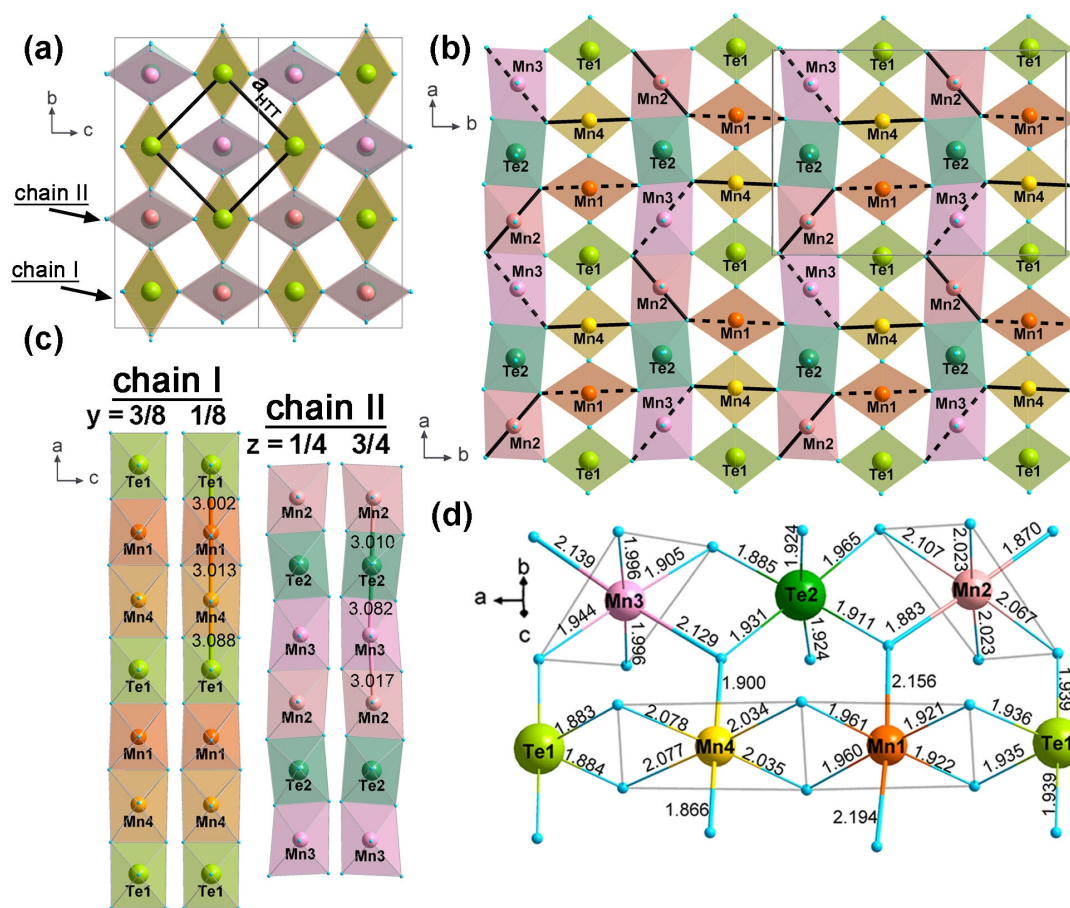 (a)
b
c
a HTT
chain II
chain I
(b)
a
b
Mn3 Te1 Mn2 Te1 Mn3 Te1 Mn2 Te1
Mn4 Mn1 Mn4 Mn1
Te2 Te2 Te2 Te2
Mn1 Mn4 Mn1 Mn4
Mn2 Mn3 Mn2 Mn3
Te1 Te1 Te1 Te1
Mn3 Mn2 Mn3 Mn2
Mn4 Mn1 Mn4 Mn1
Te2 Te2 Te2 Te2
Mn1 Mn4 Mn1 Mn4
Mn2 Mn3 Mn2 Mn3
Te1 Te1 Te1 Te1
a
b
(c)
chain I
y = 3/8 1/8
a
c
Te1 Te1
3.002
Mn1 Mn1
3.013
Mn4 Mn4
3.088
Te1 Te1
Mn1 Mn1
Mn4 Mn4
Te1 Te1
chain II
z = 1/4 3/4
Mn2 Mn2
3.010
Te2 Te2
3.082
Mn3 Mn3
3.017
Mn2 Mn2
Te2 Te2
Mn3 Mn3
(d)
b
a
c
2.139 1.996 1.905 1.885 1.924 1.965 2.107 2.023 1.870
Mn3 Te2 Mn2
1.944 1.996 2.129 1.931 1.924 1.911 1.883 2.023 2.067
1.900 2.156 1.939
1.883 2.078 2.034 1.961 1.921 1.936
Te1 Mn4 Mn1 Te1
1.884 2.077 2.035 1.960 1.922 1.935
1.866 2.194 1.939